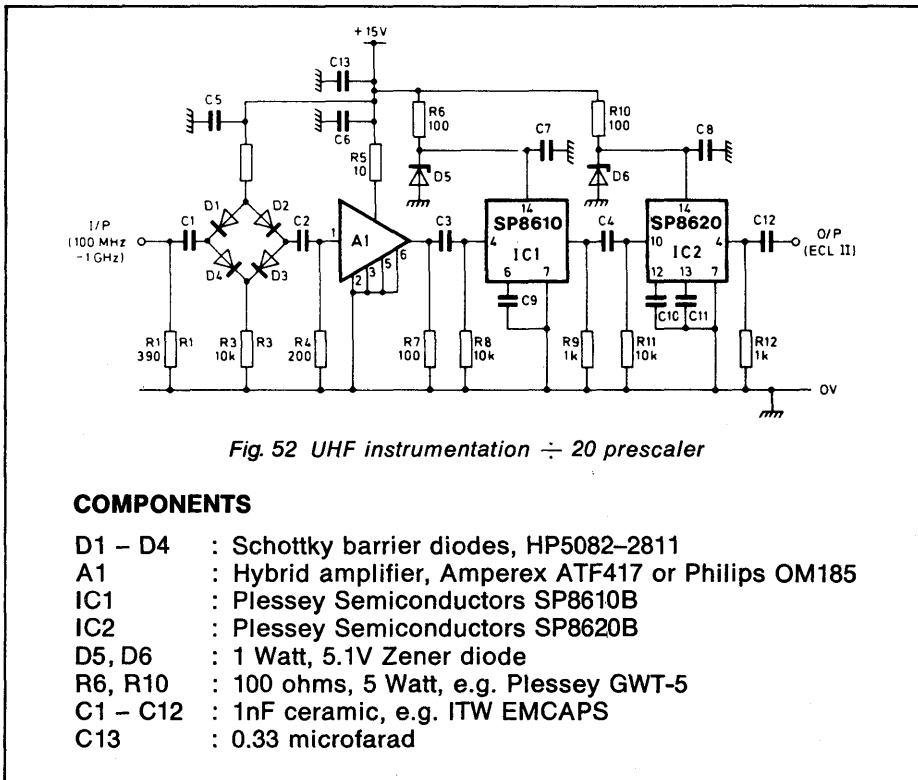 +15V
C13
C5
C6
R6
100
R10
100
C7
C8
R5
10
D5
D6
D1
D2
D4
D3
I/P
(100 MHz
-1GHz)
C1
C2
1
A1
2
3
5
6
C3
4
14
SP8610
IC1
6
7
C9
C4
10
14
SP8620
IC2
4
12
13
7
C10
C11
C12
O/P
(ECL II)
R1
390
R1
R3
10k
R3
R4
200
R7
100
R8
10k
R9
1k
R11
10k
R12
1k
0V
Fig. 52 UHF instrumentation ÷ 20 prescaler
COMPONENTS
D1 – D4 : Schottky barrier diodes, HP5082–2811
A1 : Hybrid amplifier, Amperex ATF417 or Philips OM185
IC1 : Plessey Semiconductors SP8610B
IC2 : Plessey Semiconductors SP8620B
D5, D6 : 1 Watt, 5.1V Zener diode
R6, R10 : 100 ohms, 5 Watt, e.g. Plessey GWT-5
C1 – C12 : 1nF ceramic, e.g. ITW EMCAPS
C13 : 0.33 microfarad